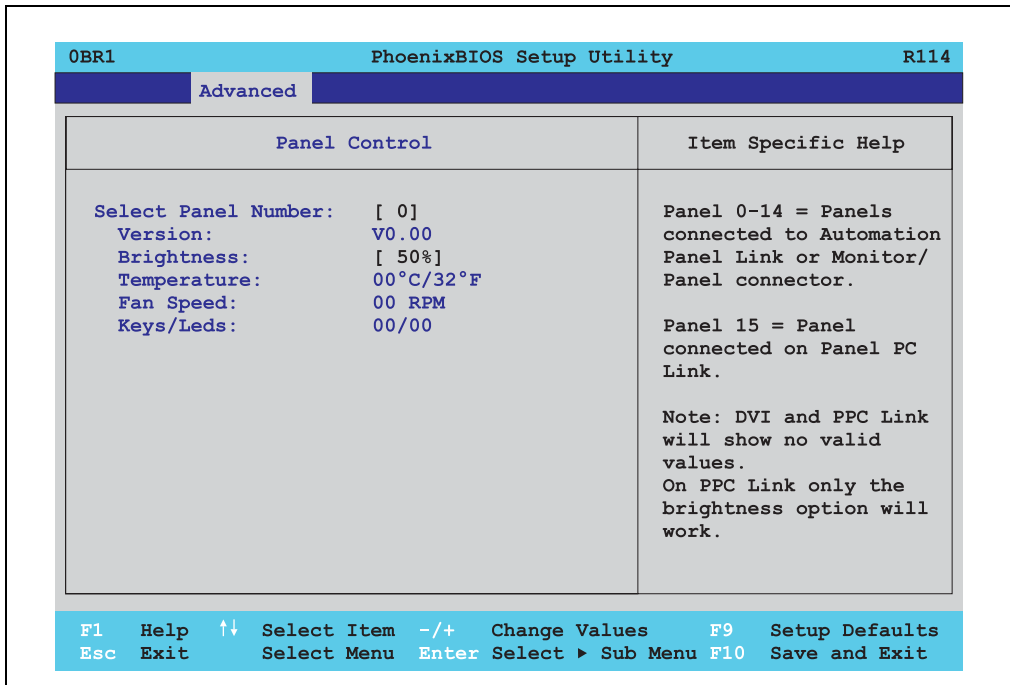 0BR1 PhoenixBIOS Setup Utility R114
Advanced
Panel Control
Select Panel Number: [ 0]
Version: V0.00
Brightness: [ 50%]
Temperature: 00°C/32°F
Fan Speed: 00 RPM
Keys/Leds: 00/00
Item Specific Help
Panel 0-14 = Panels
connected to Automation
Panel Link or Monitor/
Panel connector.
Panel 15 = Panel
connected on Panel PC
Link.
Note: DVI and PPC Link
will show no valid
values.
On PPC Link only the
brightness option will
work.
F1 Help ↑↓ Select Item -/+ Change Values F9 Setup Defaults
Esc Exit Select Menu Enter Select ▶ Sub Menu F10 Save and Exit